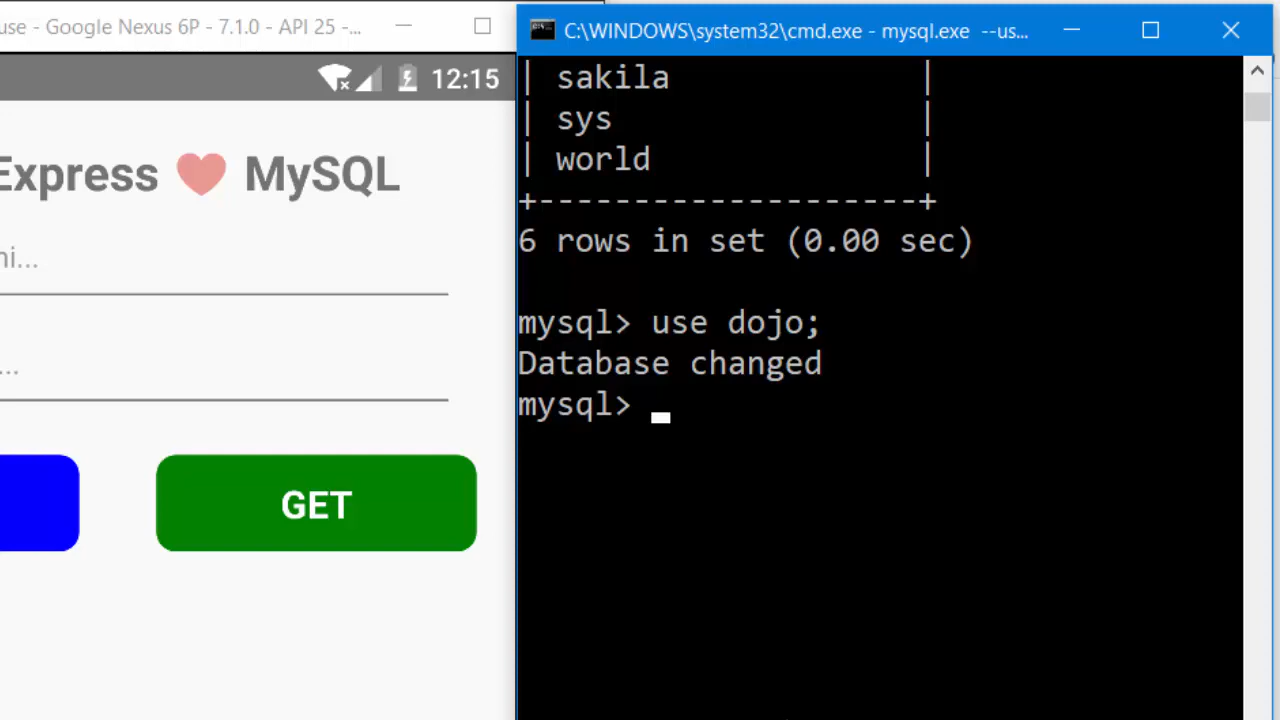 use - Google Nexus 6P - 7.1.0 - API 25 -...
12:15
Express MySQL
ni...
...
GET
C:\WINDOWS\system32\cmd.exe - mysql.exe --us...
| sakila |
| sys |
| world |
+--------------------+
6 rows in set (0.00 sec)
mysql> use dojo;
Database changed
mysql>